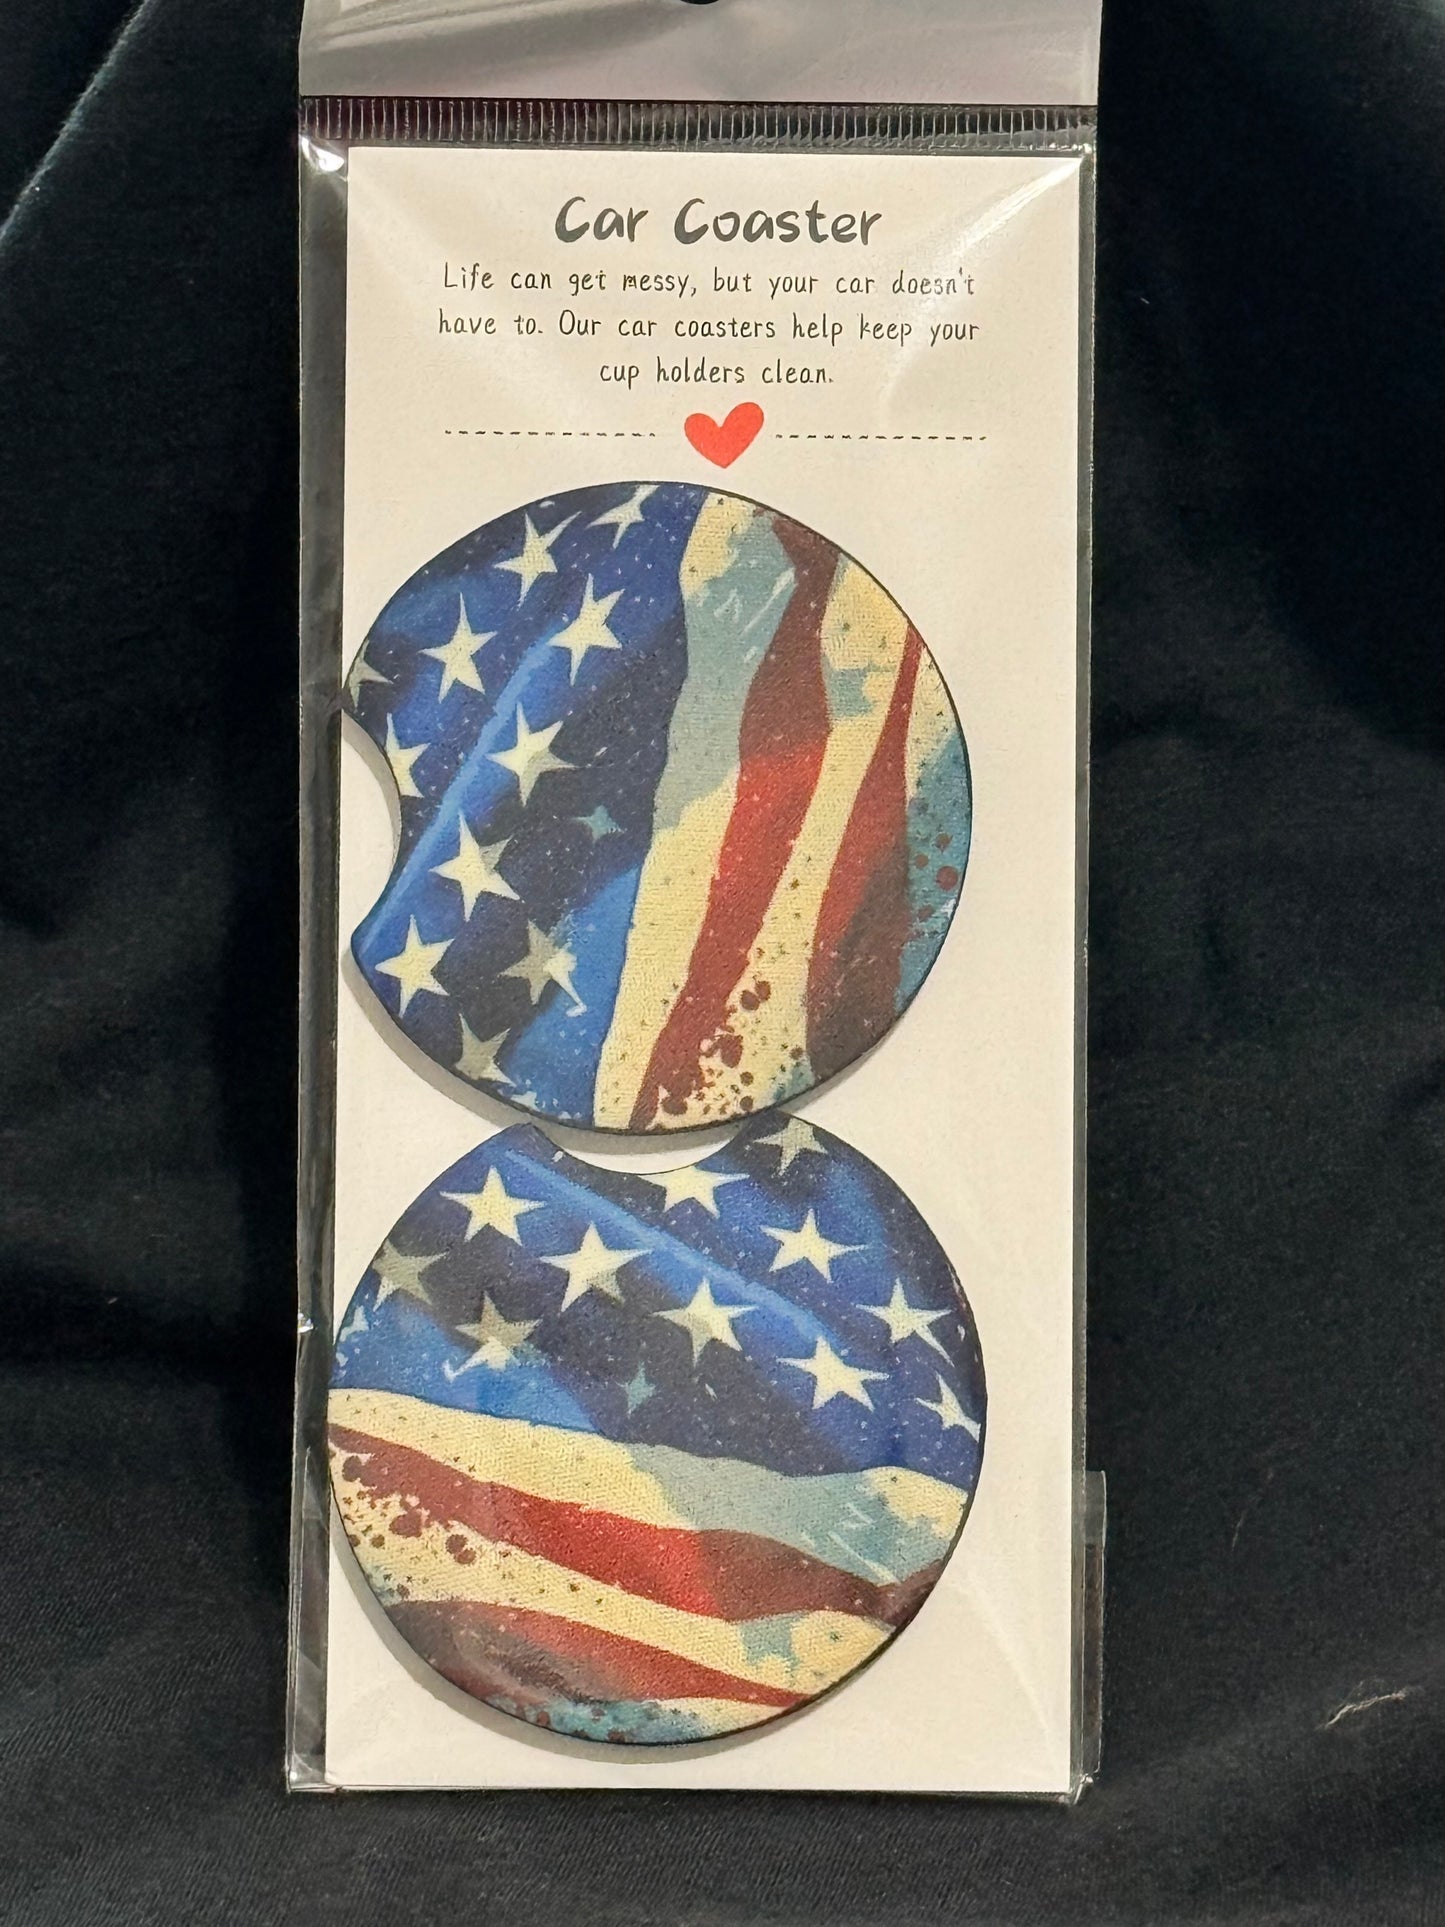 Car Coaster
Life can get messy, but your car doesn't
have to. Our car coasters help keep your
cup holders clean.